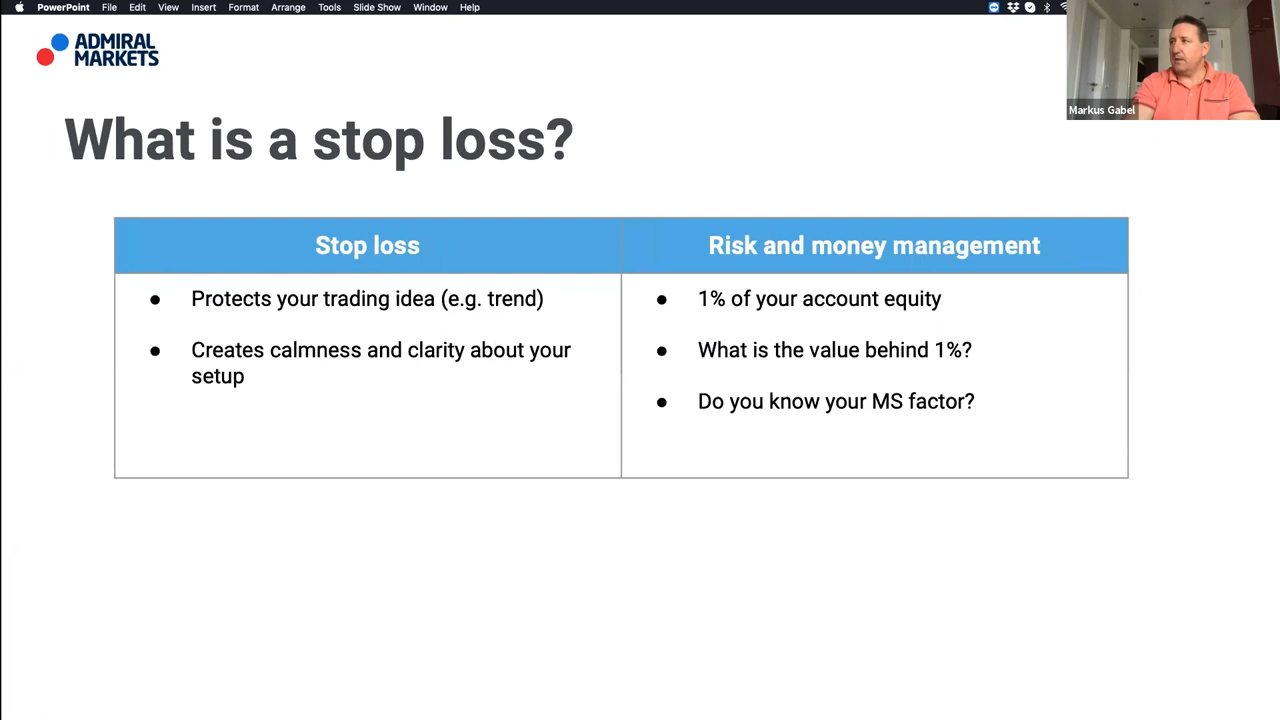 PowerPoint File Edit View Insert Format Arrange Tools Slide Show Window Help
ADMIRAL
MARKETS
Markus Gabel
What is a stop loss?
Stop loss
Risk and money management
● Protects your trading idea (e.g. trend)
● Creates calmness and clarity about your
setup
● 1% of your account equity
● What is the value behind 1%?
● Do you know your MS factor?